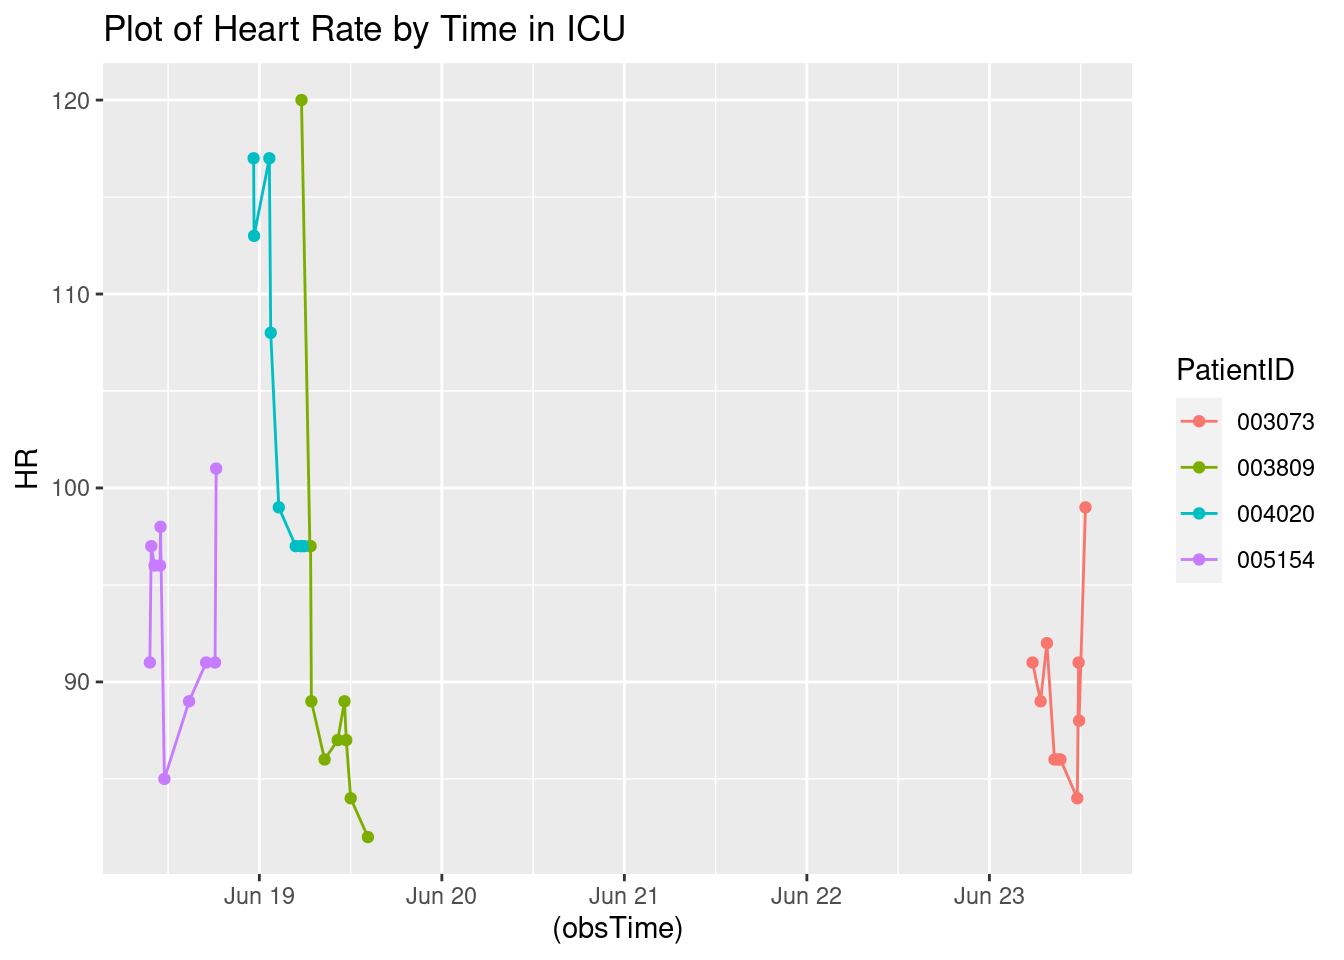 Plot of Heart Rate by Time in ICU
120
110
100
90
HR
Jun 19 Jun 20 Jun 21 Jun 22 Jun 23
(obsTime)
PatientID
003073
003809
004020
005154